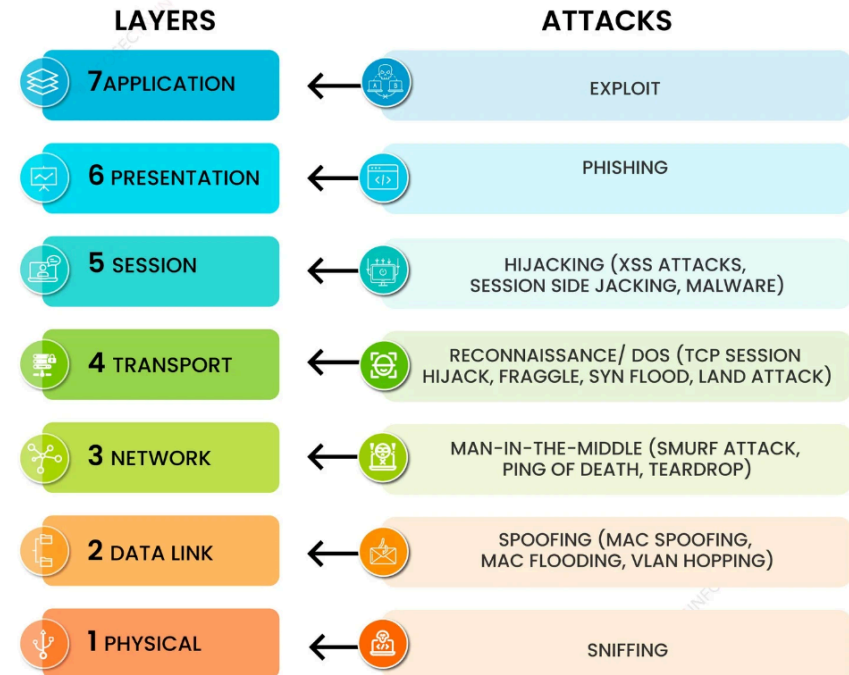 LAYERS
ATTACKS
7APPLICATION
EXPLOIT
6 PRESENTATION
PHISHING
5 SESSION
HIJACKING (XSS ATTACKS,
SESSION SIDE JACKING, MALWARE)
4 TRANSPORT
RECONNAISSANCE/ DOS (TCP SESSION
HIJACK, FRAGGLE, SYN FLOOD, LAND ATTACK)
3 NETWORK
MAN-IN-THE-MIDDLE (SMURF ATTACK,
PING OF DEATH, TEARDROP)
2 DATA LINK
SPOOFING (MAC SPOOFING,
MAC FLOODING, VLAN HOPPING)
1 PHYSICAL
SNIFFING